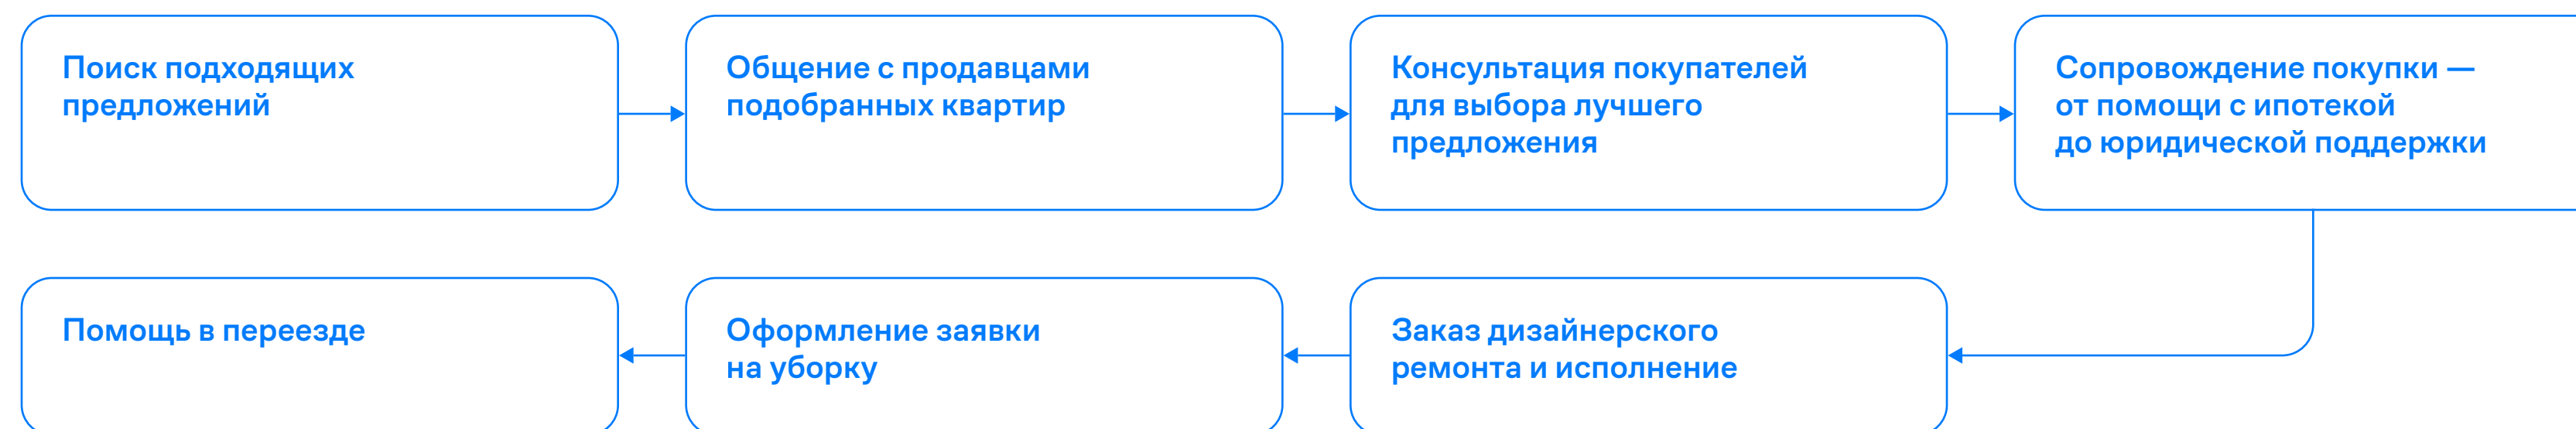 Поиск подходящих
предложений
Общение с продавцами
подобранных квартир
Консультация покупателей
для выбора лучшего
предложения
Сопровождение покупки —
от помощи с ипотекой
до юридической поддержки
Заказ дизайнерского
ремонта и исполнение
Оформление заявки
на уборку
Помощь в переезде